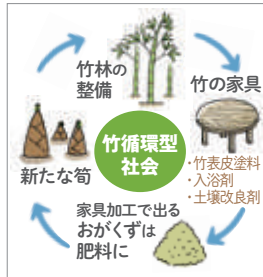 竹林の
整備
竹の家具
・竹表皮塗料
・入浴剤
・土壌改良剤
家具加工で出る
おがくずは
肥料に
新たな筍
竹循環型
社会